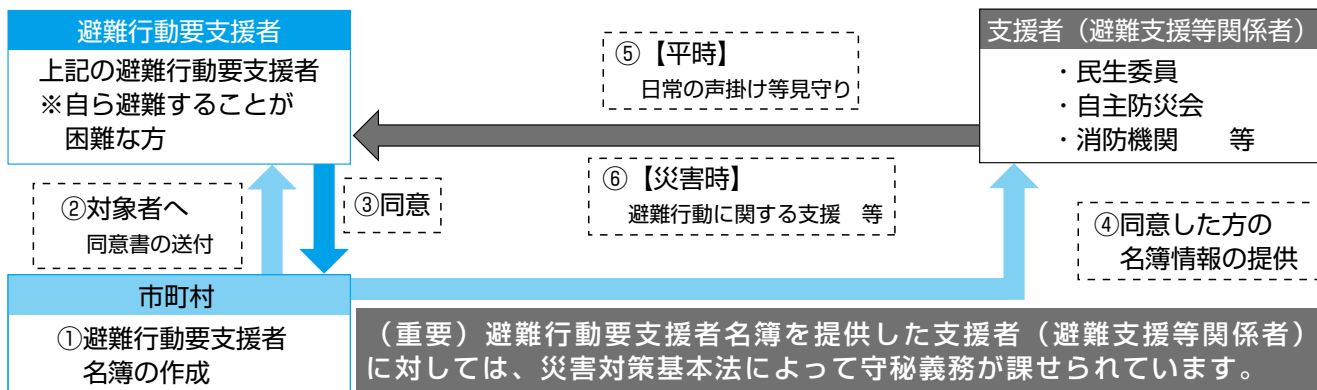 避難行動要支援者
上記の避難行動要支援者
※自ら避難することが
困難な方
②対象者へ
同意書の送付
③同意
市町村
①避難行動要支援者
名簿の作成
⑤【平時】
日常の声掛け等見守り
⑥【災害時】
避難行動に関する支援　等
支援者（避難支援等関係者）
・民生委員
・自主防災会
・消防機関　等
④同意した方の
名簿情報の提供
（重要）避難行動要支援者名簿を提供した支援者（避難支援等関係者）
に対しては、災害対策基本法によって守秘義務が課せられています。